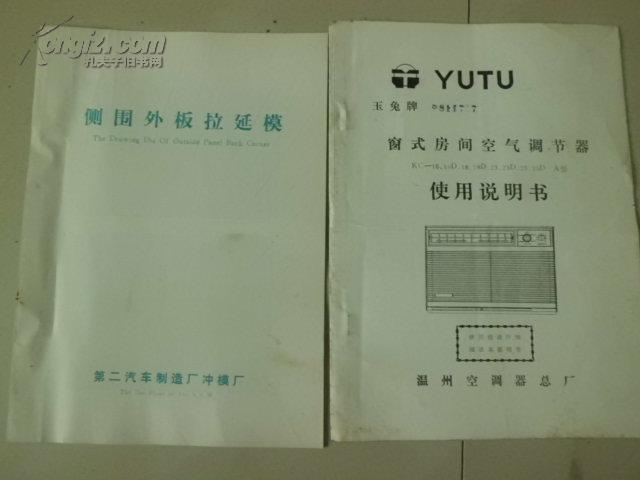 Kongfz.com
孔夫子旧书网
侧围外板拉延模
The Drawing Die Of Outside Panel Back Corner
第二汽车制造厂冲模厂
YUTU
玉兔牌
窗式房间空气调节器
使用说明书
温州空调器总厂